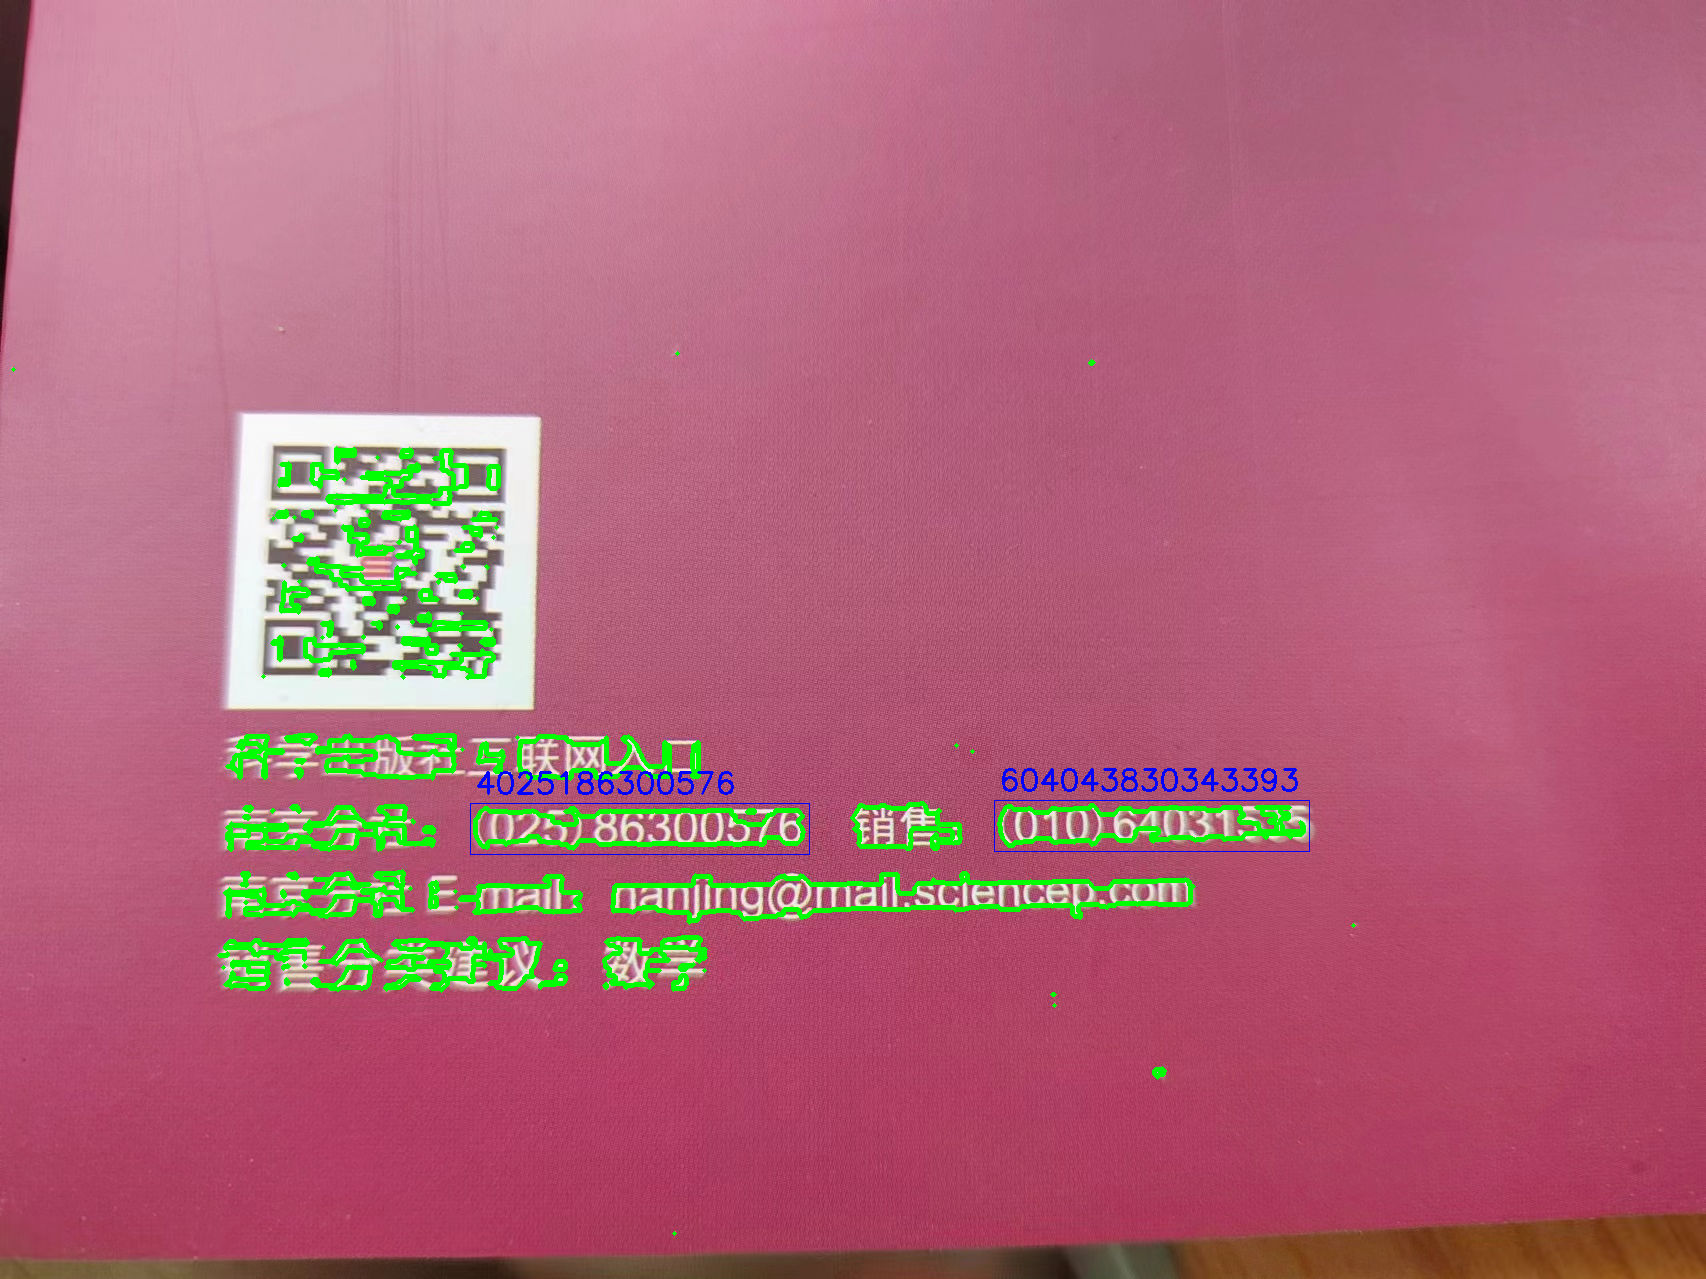 科学出版社互联网入口
4025186300576 604043830343393
南京分社：(025) 86300576 销售：(010) 64031535
南京分社 E-mail: nanjing@mail.sciencep.com
销售分类建议：数学